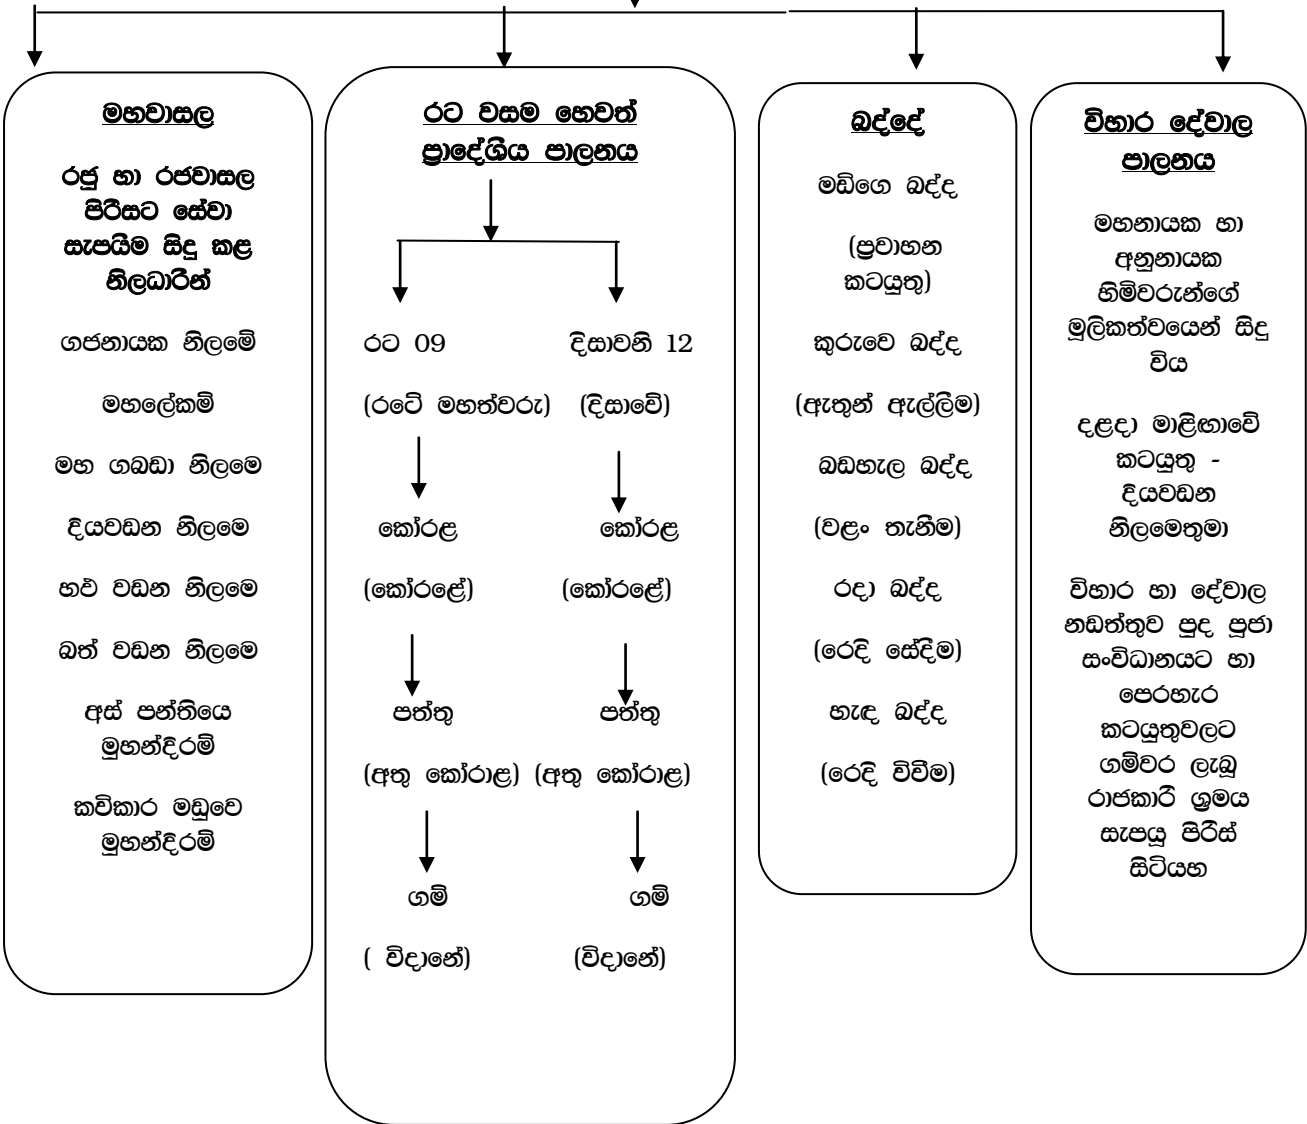 මහවාසල
රජු හා රජවාසල
පිරිසට සේවා
සැපයීම සිදු කළ
නිලධාරීන්
ගජනායක නිලමේ
මහලේකම්
මහ ගබඩා නිලමෙ
දියවඩන නිලමෙ
හඵ වඩන නිලමෙ
බත් වඩන නිලමෙ
අස් පන්තියෙ
මුහන්දිරම්
කවිකාර මඩුවෙ
මුහන්දිරම්
රට වසම හෙවත්
ප්‍රාදේශීය පාලනය
රට 09 දිසාවනි 12
(රටේ මහත්වරු) (දිසාවේ)
කෝරළ කෝරළ
(කෝරළේ) (කෝරළේ)
පත්තු පත්තු
(අතු කෝරාළ) (අතු කෝරාළ)
ගම් ගම්
( විදානේ) (විදානේ)
බද්දේ
මඩිගෙ බද්ද
(ප්‍රවාහන
කටයුතු)
කුරුවෙ බද්ද
(ඇතුන් ඇල්ලීම)
බඩහැල බද්ද
(වළං තැනීම)
රදා බද්ද
(රෙදි සේදීම)
හැඳ බද්ද
(රෙදි විවීම)
විහාර දේවාල
පාලනය
මහනායක හා
අනුනායක
හිමිවරුන්ගේ
මූලිකත්වයෙන් සිදු
විය
දළදා මාළිඟාවේ
කටයුතු -
දියවඩන
නිලමෙතුමා
විහාර හා දේවාල
නඩත්තුව පුද පූජා
සංවිධානයට හා
පෙරහැර
කටයුතුවලට
ගම්වර ලැබූ
රාජකාරී ශ්‍රමය
සැපයූ පිරිස්
සිටියහ